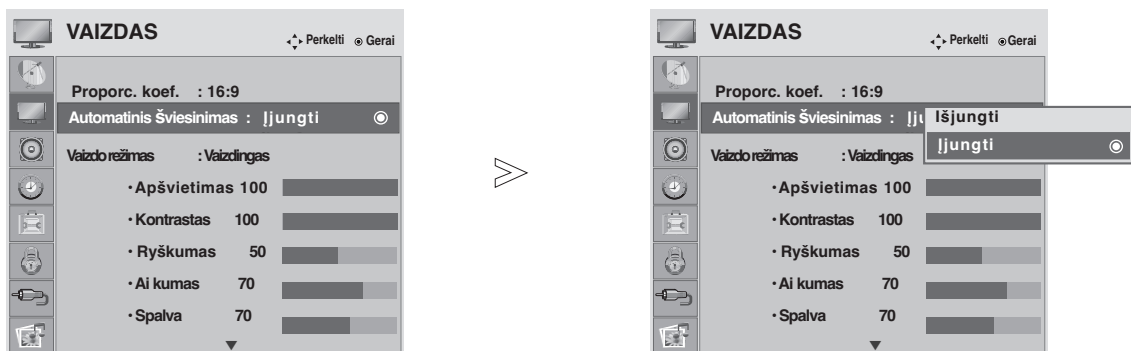 VAIZDAS
Perkelti Gerai
Proporc. koef. : 16:9
Automatinis Šviesinimas : Įjungti
Vaizdo režimas : Vaizdingas
• Apšvietimas 100
• Kontrastas 100
• Ryškumas 50
• Ai kumas 70
• Spalva 70
>
VAIZDAS
Perkelti Gerai
Proporc. koef. : 16:9
Automatinis Šviesinimas : Įju
Išjungti
Įjungti
Vaizdo režimas : Vaizdingas
• Apšvietimas 100
• Kontrastas 100
• Ryškumas 50
• Ai kumas 70
• Spalva 70